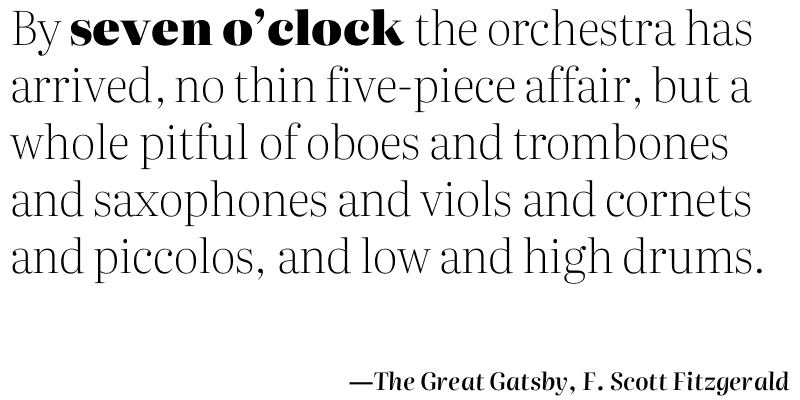 By seven o’clock the orchestra has
arrived, no thin five-piece affair, but a
whole pitful of oboes and trombones
and saxophones and viols and cornets
and piccolos, and low and high drums.
—The Great Gatsby, F. Scott Fitzgerald